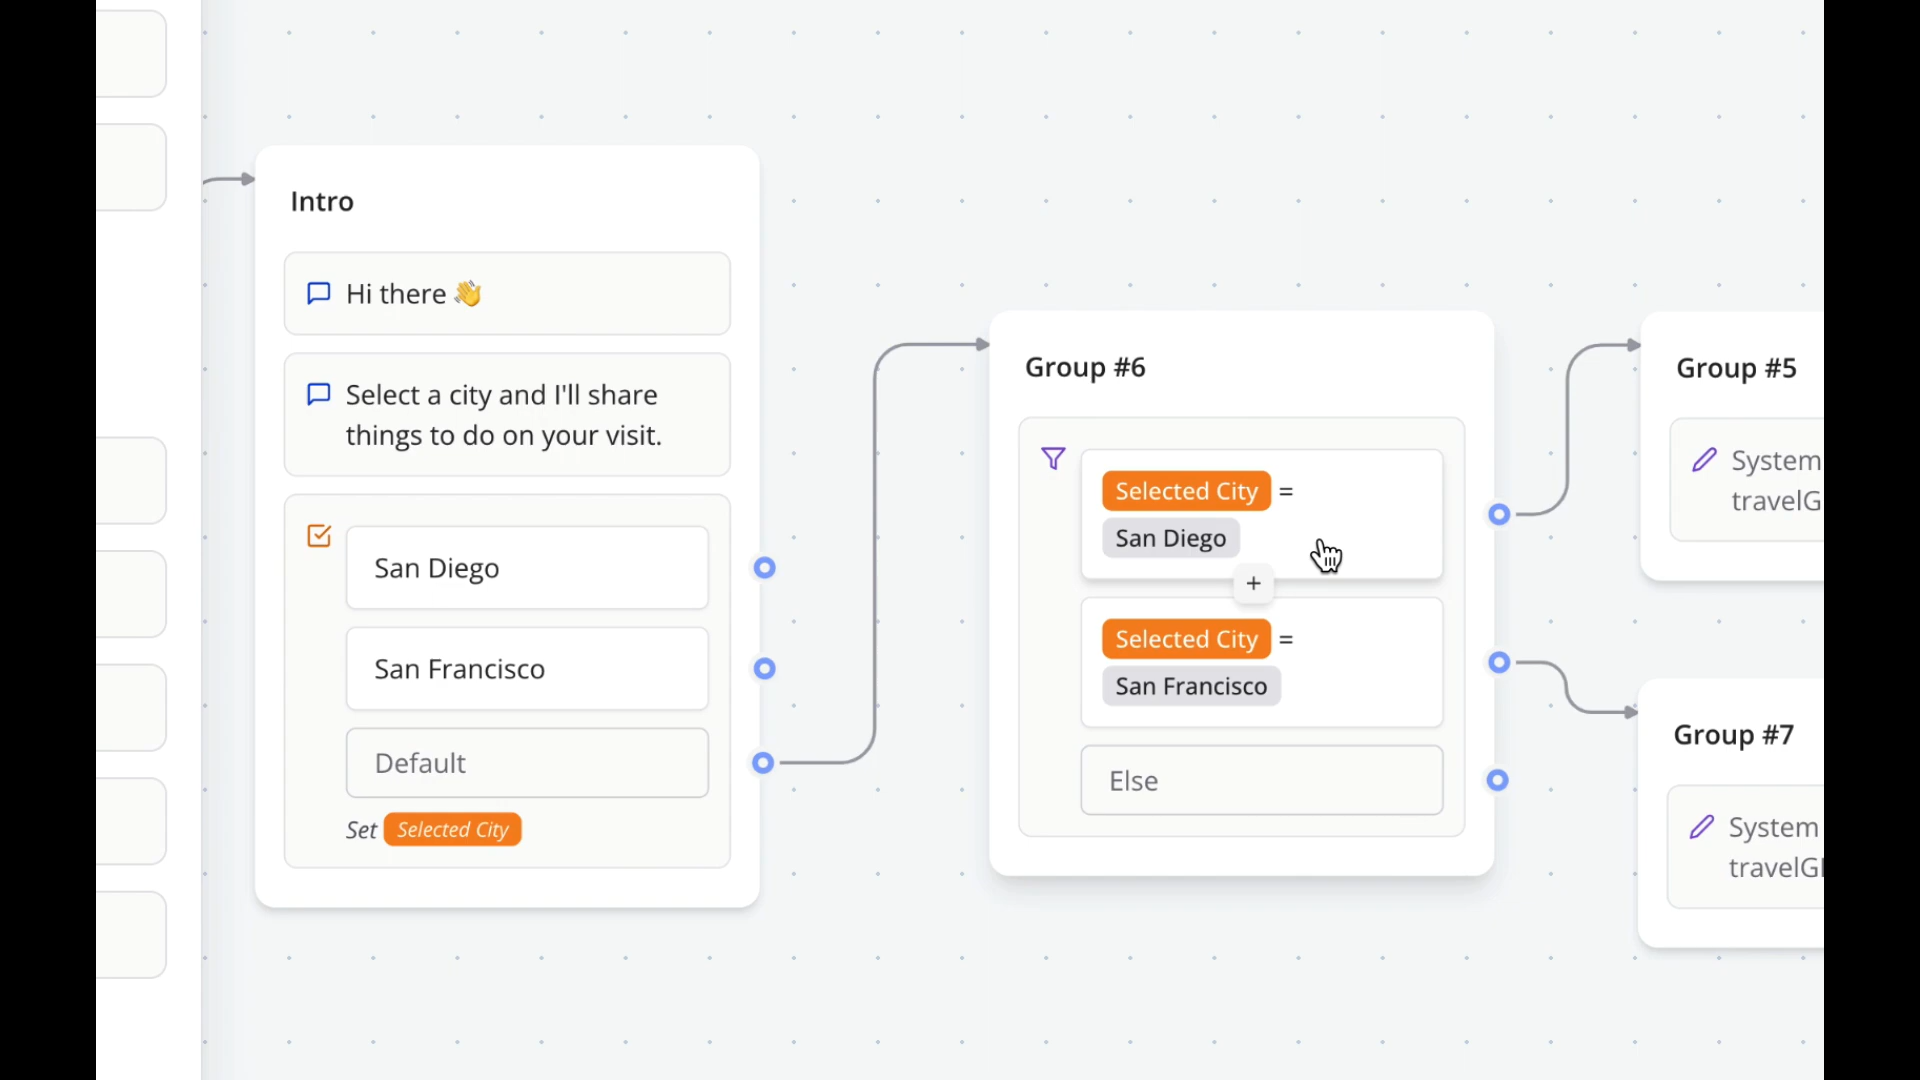 Intro
Hi there 👋
Select a city and I'll share
things to do on your visit.
San Diego
San Francisco
Default
Set Selected City
Group #6
Selected City =
San Diego
+
Selected City =
San Francisco
Else
Group #5
System
travelG
Group #7
System
travelG